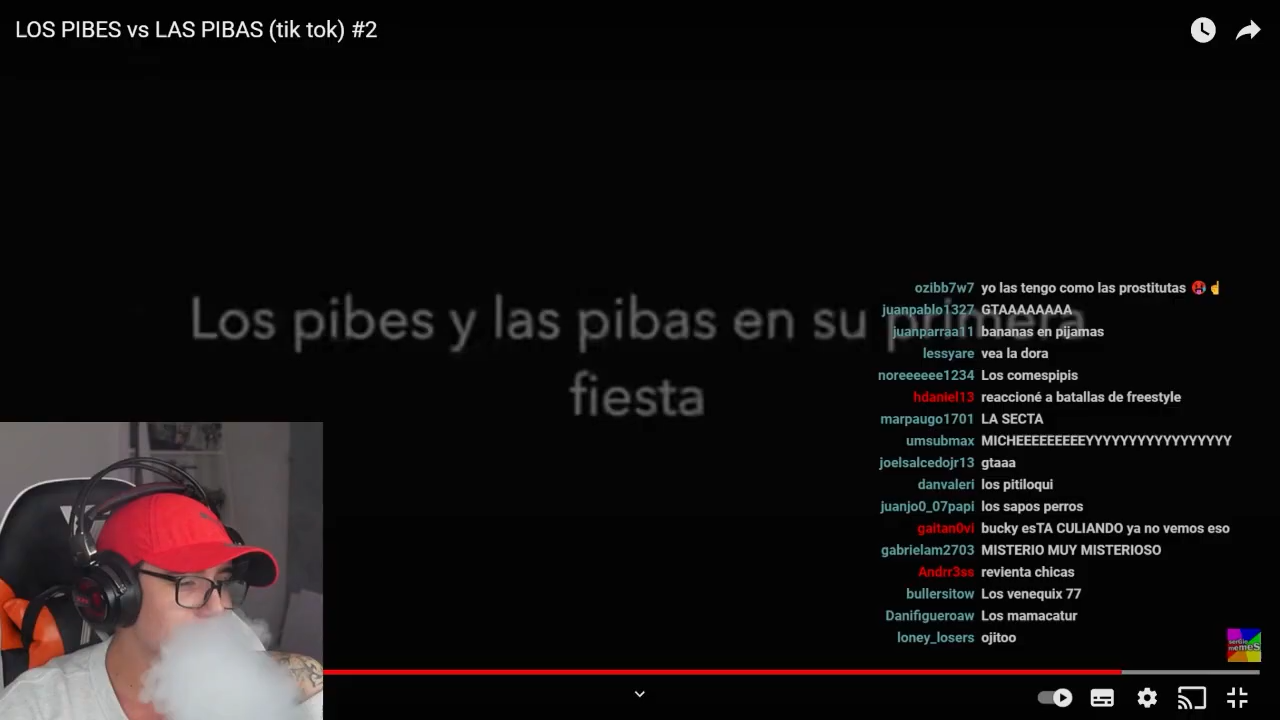 LOS PIBES vs LAS PIBAS (tik tok) #2
Los pibes y las pibas en su primera
fiesta
ozibb7w7 yo las tengo como las prostitutas 🥵☝
juanpablo1327 GTAAAAAAAA
juanparraa11 bananas en pijamas
lessyare vea la dora
noreeeeee1234 Los comespipis
hdaniel13 reaccioné a batallas de freestyle
marpaugo1701 LA SECTA
umsubmax MICHEEEEEEEEEYYYYYYYYYYYYYYYYY
joelsalcedojr13 gtaaa
danvaleri los pitiloqui
juanjo0_07papi los sapos perros
gaitan0vi bucky esTA CULIANDO ya no vemos eso
gabrielam2703 MISTERIO MUY MISTERIOSO
Andrr3ss revienta chicas
bullersitow Los venequix 77
Danifigueroaw Los mamacatur
loney_losers ojitoo
sergio
memes